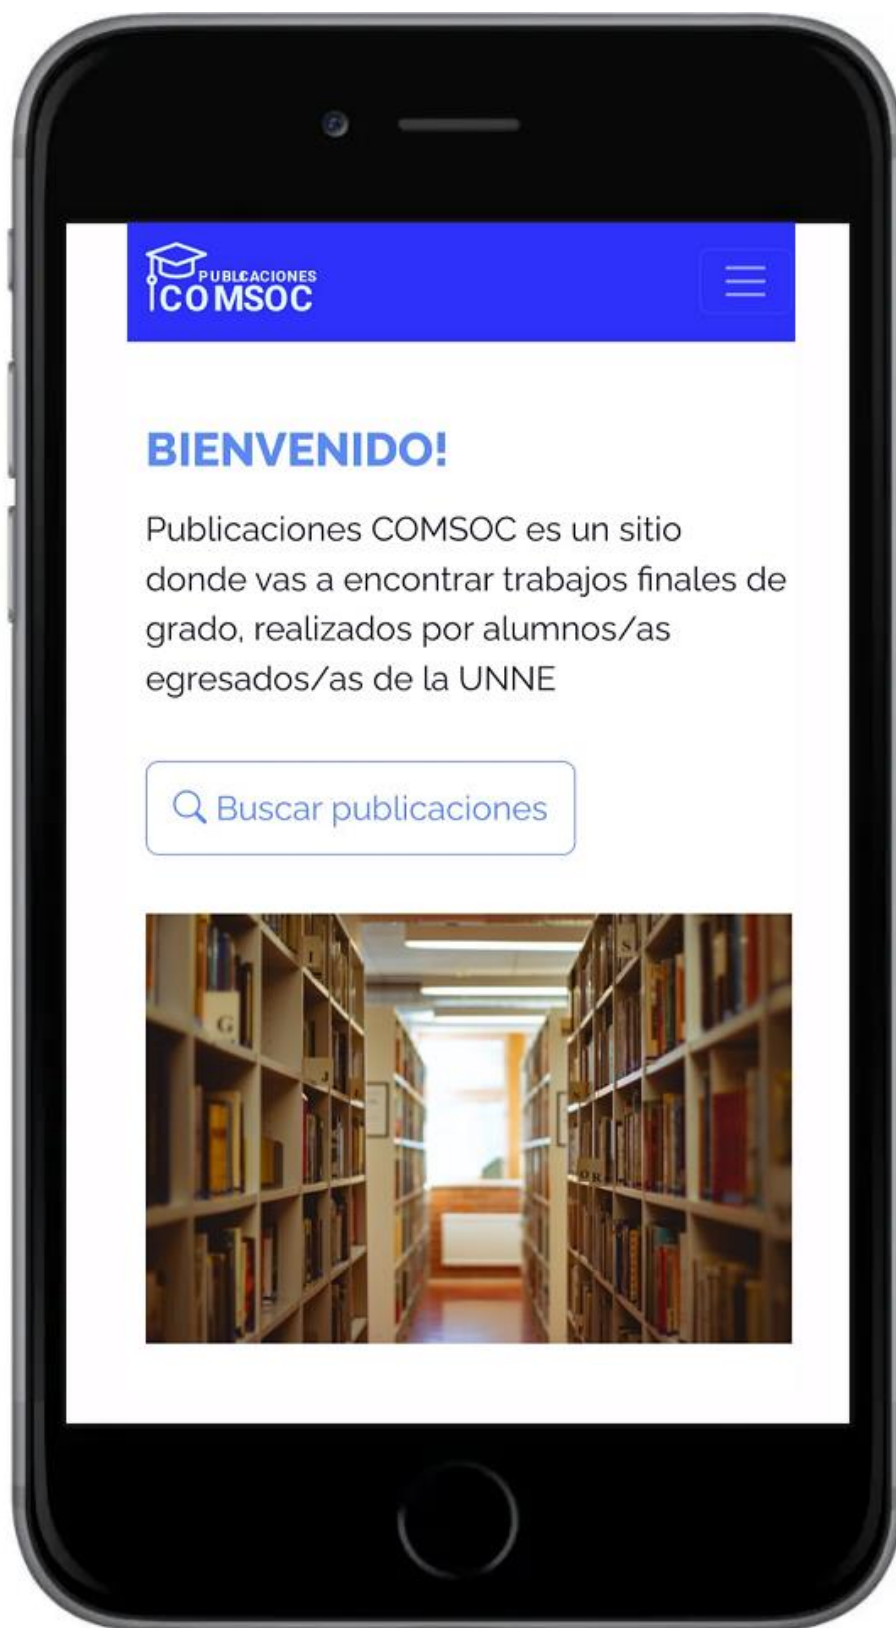 PUBLICACIONES
COMSOC
BIENVENIDO!
Publicaciones COMSOC es un sitio
donde vas a encontrar trabajos finales de
grado, realizados por alumnos/as
egresados/as de la UNNE
Buscar publicaciones
I
S
G
J
O R